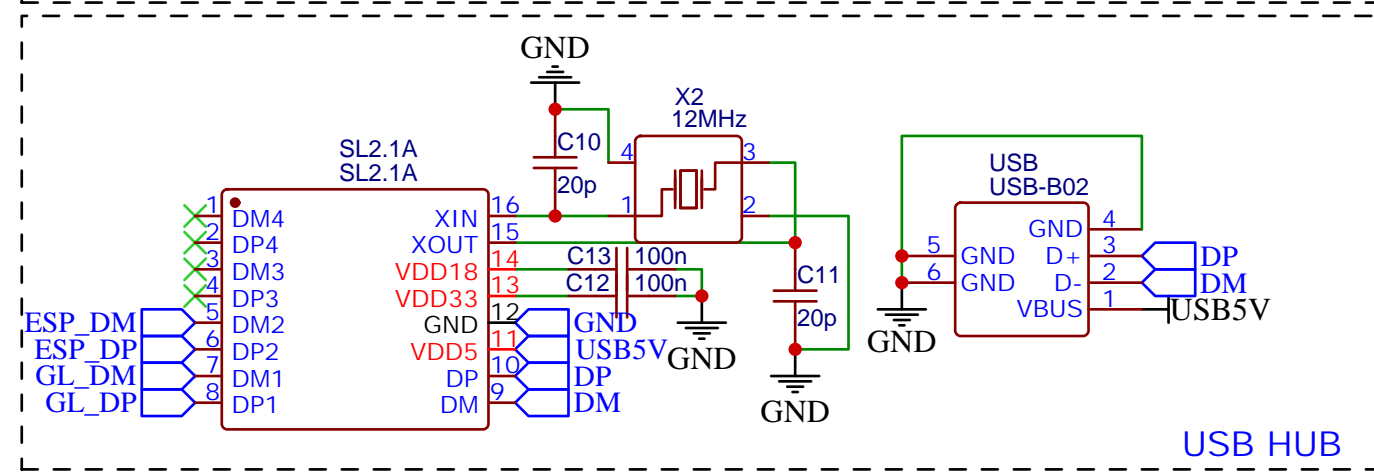 GND
X2
12MHz
C10
20p
4
3
1
2
SL2.1A
SL2.1A
1 DM4
2 DP4
3 DM3
4 DP3
ESP_DM 5 DM2
ESP_DP 6 DP2
GL_DM 7 DM1
GL_DP 8 DP1
XIN 16
XOUT 15
VDD18 14
VDD33 13
GND 12 GND
VDD5 11 USB5V
DP 10 DP
DM 9 DM
C13 100n
C12 100n
GND
C11
20p
GND
USB
USB-B02
GND 4
5 GND
6 GND
D+ 3 DP
D- 2 DM
VBUS 1 USB5V
GND
USB HUB